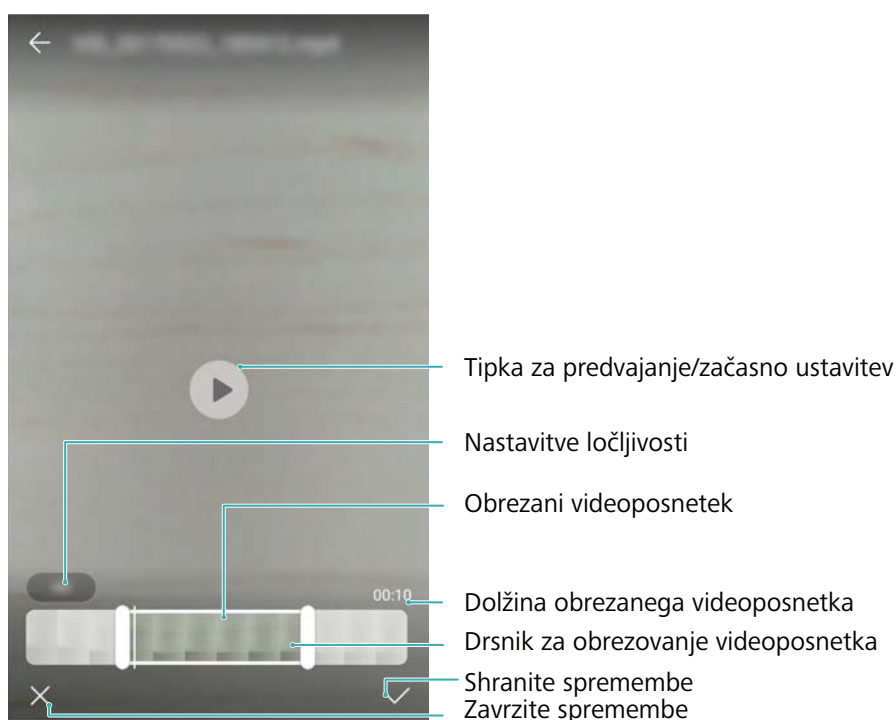 Tipka za predvajanje/začasno ustavitev
Nastavitve ločljivosti
Obrezani videoposnetek
00:10
Dolžina obrezanega videoposnetka
Drsnik za obrezovanje videoposnetka
Shranite spremembe
Zavrzite spremembe